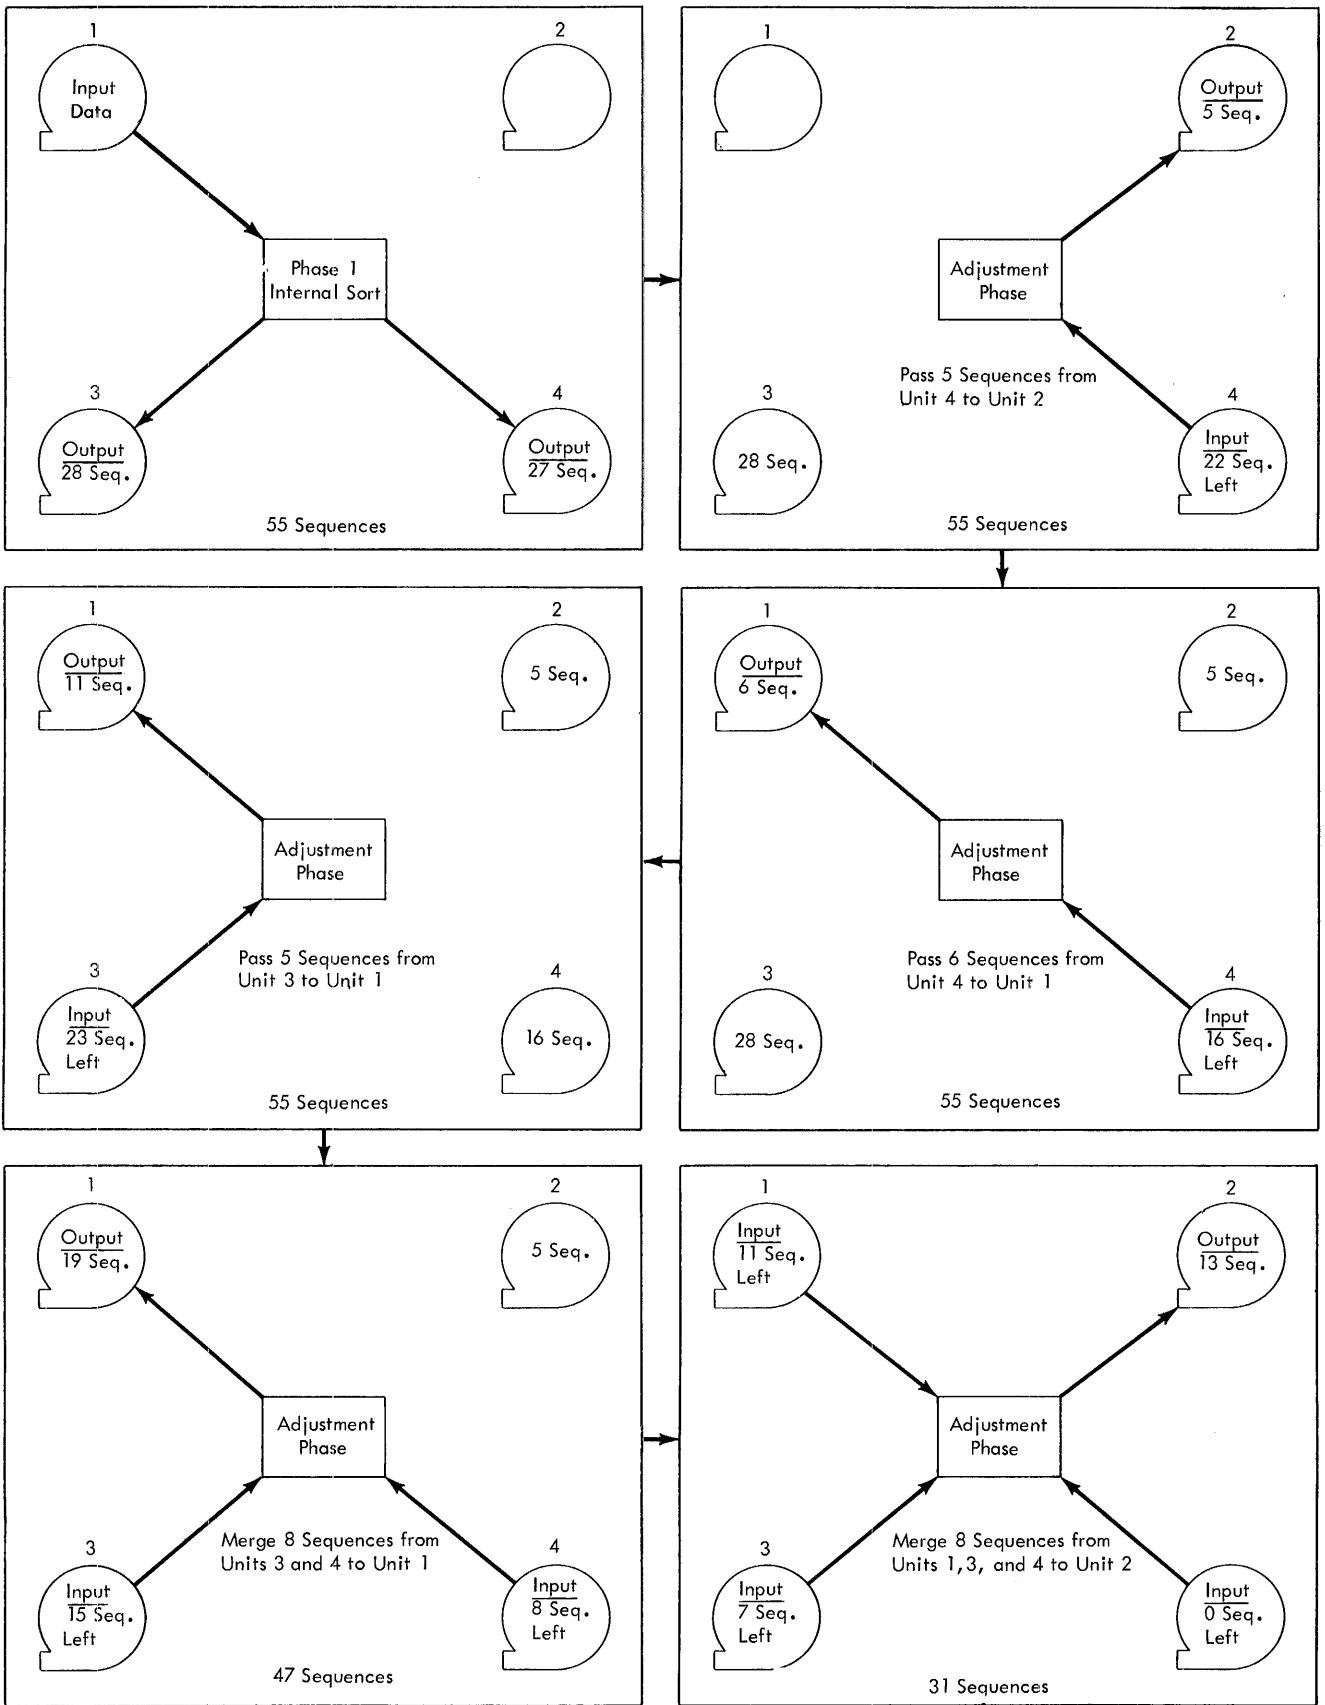 1
2
Input
Data
Phase 1
Internal Sort
3
4
Output
28 Seq.
Output
27 Seq.
55 Sequences
1
2
Output
5 Seq.
Adjustment
Phase
Pass 5 Sequences from
Unit 4 to Unit 2
3
4
28 Seq.
Input
22 Seq.
Left
55 Sequences
1
2
Output
6 Seq.
5 Seq.
Adjustment
Phase
Pass 6 Sequences from
Unit 4 to Unit 1
3
4
28 Seq.
Input
16 Seq.
Left
55 Sequences
1
2
Output
11 Seq.
5 Seq.
Adjustment
Phase
Pass 5 Sequences from
Unit 3 to Unit 1
3
4
Input
23 Seq.
Left
16 Seq.
55 Sequences
1
2
Output
19 Seq.
5 Seq.
Adjustment
Phase
Merge 8 Sequences from
Units 3 and 4 to Unit 1
3
4
Input
15 Seq.
Left
Input
8 Seq.
Left
47 Sequences
1
2
Input
11 Seq.
Left
Output
13 Seq.
Adjustment
Phase
Merge 8 Sequences from
Units 1,3, and 4 to Unit 2
3
4
Input
7 Seq.
Left
Input
0 Seq.
Left
31 Sequences